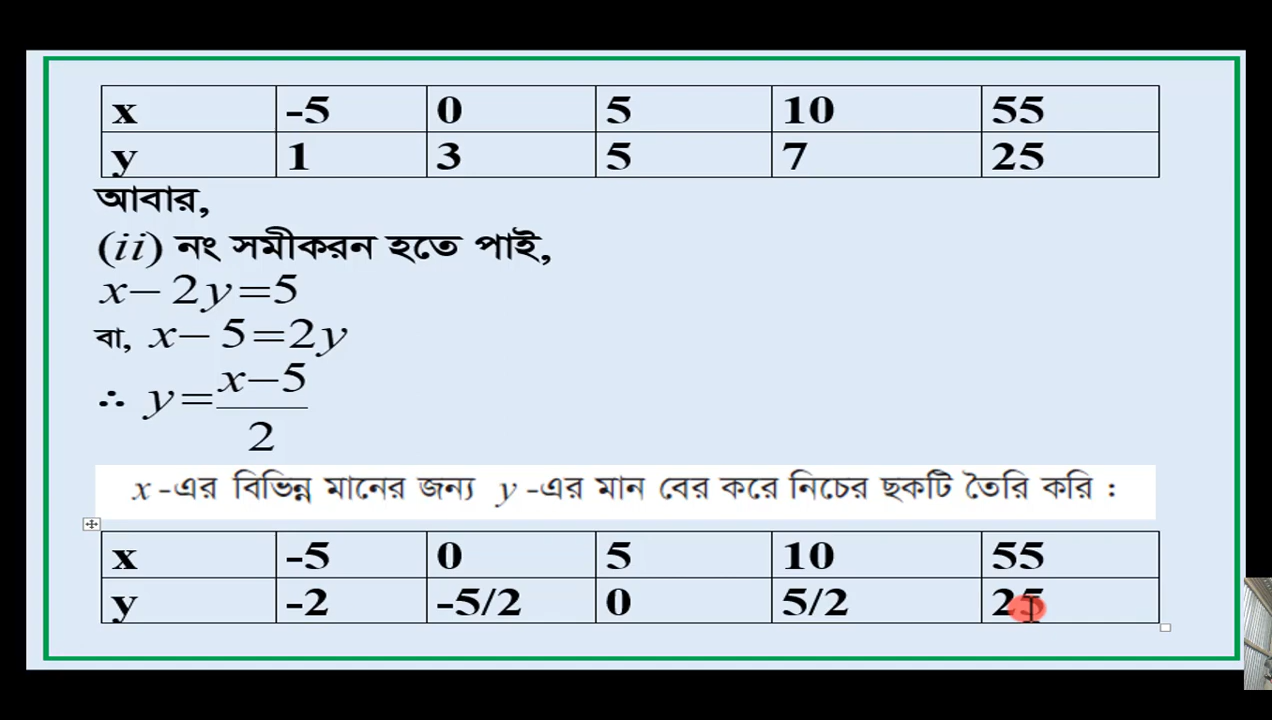 x -5 0 5 10 55
y 1 3 5 7 25
আবার,
(ii) নং সমীকরন হতে পাই,
x− 2y=5
বা, x− 5=2y
∴ y=x−5/2
x -এর বিভিন্ন মানের জন্য y -এর মান বের করে নিচের ছকটি তৈরি করি :
x -5 0 5 10 55
y -2 -5/2 0 5/2 25